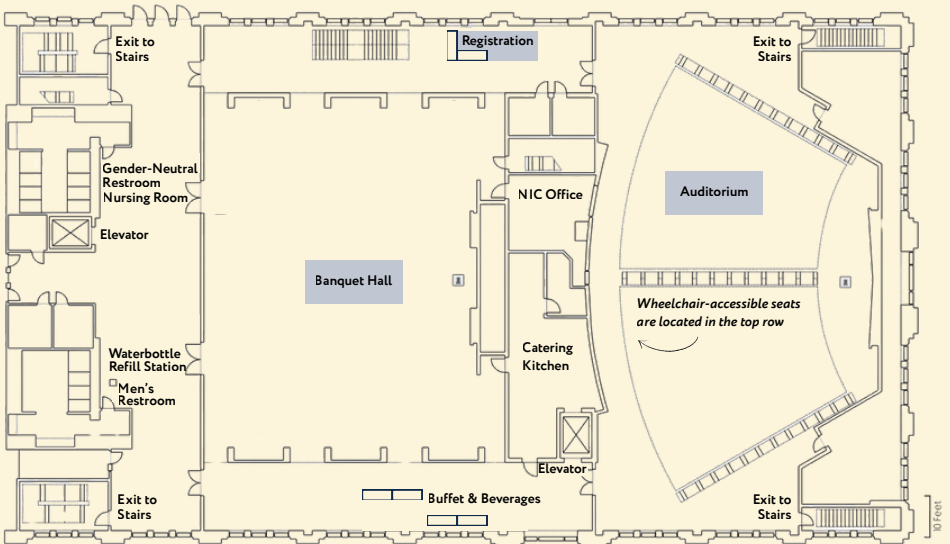 Exit to
Stairs
Registration
Exit to
Stairs
Gender-Neutral
Restroom
Nursing Room
NIC Office
Auditorium
Elevator
Banquet Hall
Wheelchair-accessible seats
are located in the top row
Waterbottle
Refill Station
Men's
Restroom
Catering
Kitchen
Elevator
Exit to
Stairs
Buffet & Beverages
Exit to
Stairs
10 Feet